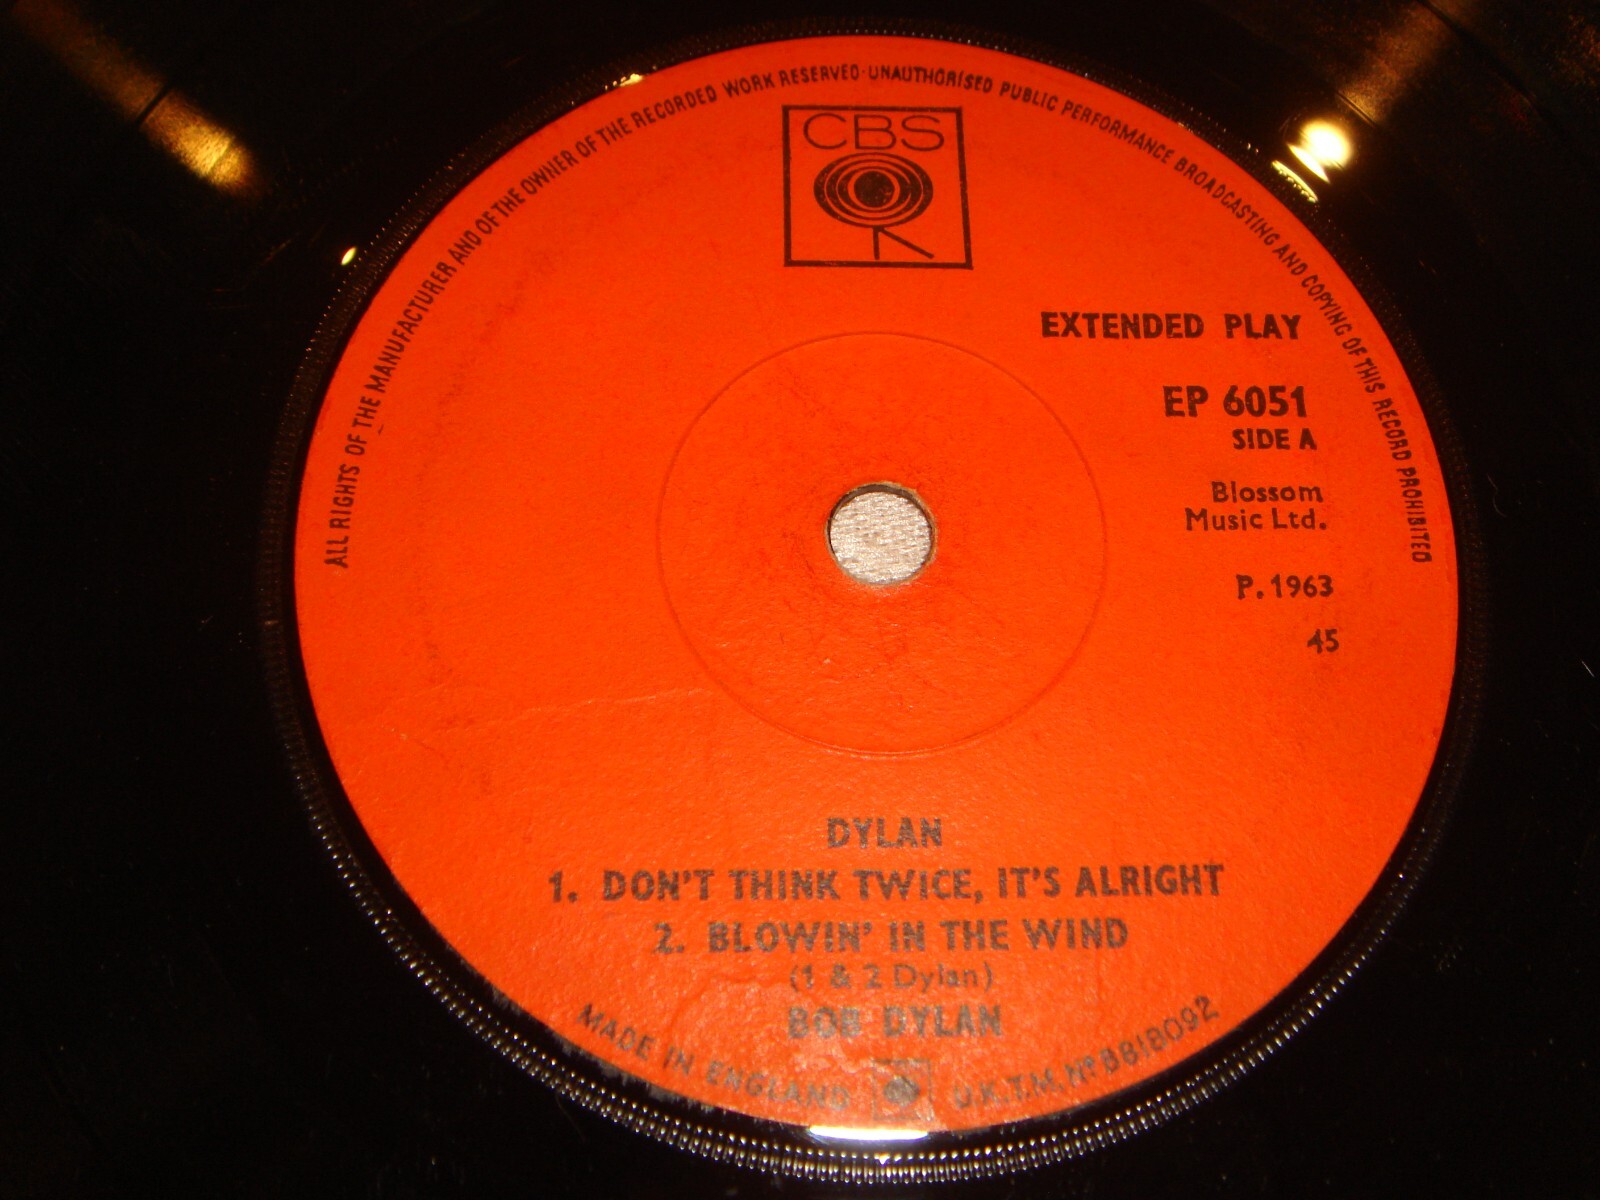 ALL RIGHTS OF THE MANUFACTURER AND OF THE OWNER OF THE RECORDED WORK RESERVED · UNAUTHORISED PUBLIC PERFORMANCE BROADCASTING AND COPYING OF THIS RECORD PROHIBITED
CBS
EXTENDED PLAY
EP 6051
SIDE A
Blossom
Music Ltd.
P. 1963
45
DYLAN
1. DON'T THINK TWICE, IT'S ALRIGHT
2. BLOWIN' IN THE WIND
(1 & 2 Dylan)
BOB DYLAN
MADE IN ENGLAND U.K.T.M. Nº B818092